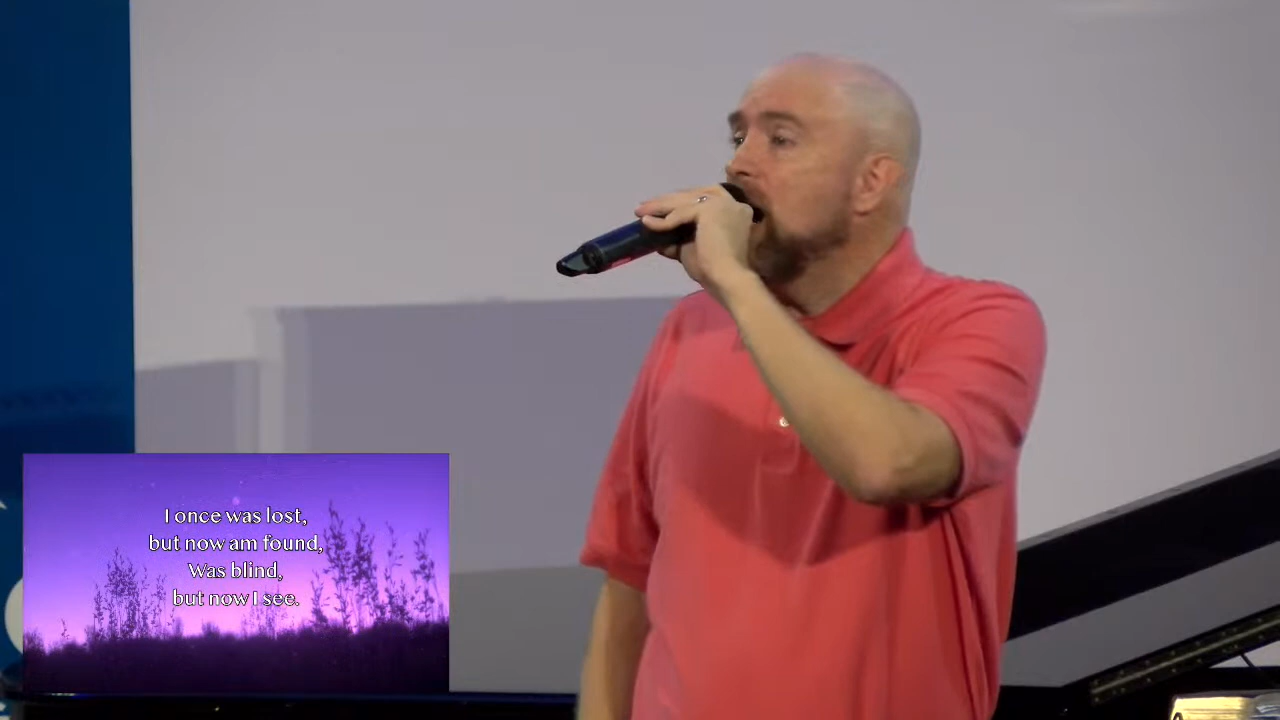 I once was lost,
but now am found,
Was blind,
but now I see.